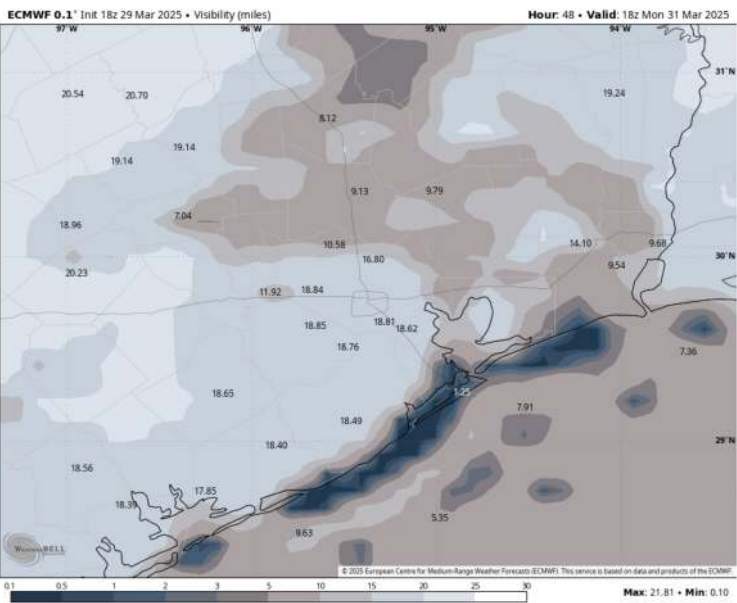 ECMWF 0.1° Init 18z 29 Mar 2025 • Visibility (miles) Hour: 48 • Valid: 18z Mon 31 Mar 2025
97°W 96°W 95°W 94°W
31°N
20.54 20.70 19.24
8.12
19.14 19.14
9.13 9.79
7.04
18.96
10.58 14.10 9.68
30°N
16.80 9.54
20.23
11.92 18.84
18.85 18.81 18.62
18.76 7.36
18.65 1.25
18.49 7.91
18.40 29°N
18.56
17.85
18.39
5.35
9.63
WeatherBELL
© 2025 European Centre for Medium-Range Weather Forecasts (ECMWF). This service is based on data and products of the ECMWF.
0.1 0.5 1 2 3 5 10 15 20 25 30
Max: 21.81 • Min: 0.10